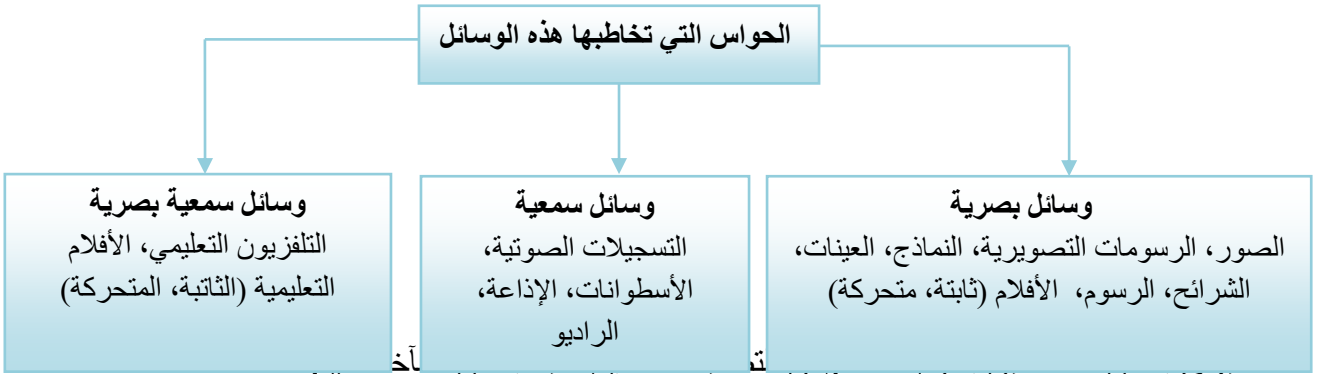 الحواس التي تخاطبها هذه الوسائل
وسائل بصرية
الصور، الرسومات التصويرية، النماذج، العينات،
الشرائح، الرسوم، الأفلام (ثابتة، متحركة)
وسائل سمعية
التسجيلات الصوتية،
الأسطوانات، الإذاعة،
الراديو
وسائل سمعية بصرية
التلفزيون التعليمي، الأفلام
التعليمية (الثاتبة، المتحركة)